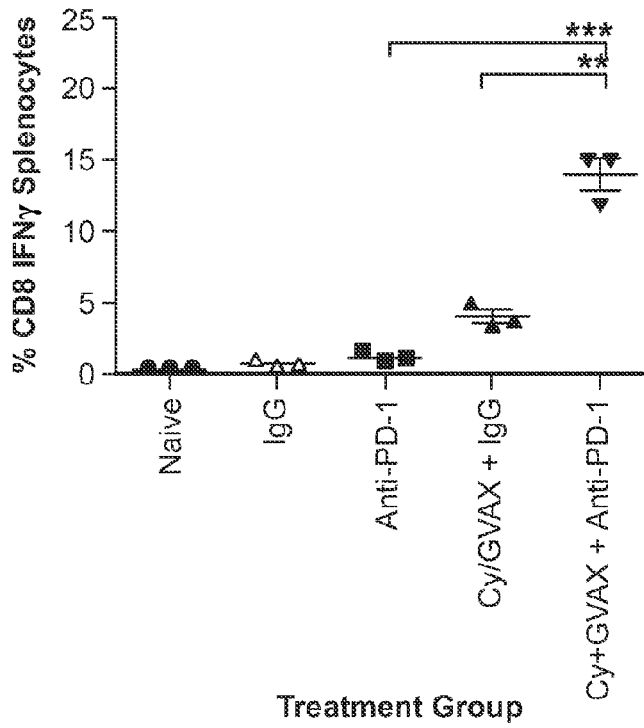 % CD8 IFNγ Splenocytes
25
20
15
10
5
0
***
**
Naive
IgG
Anti-PD-1
Cy/GVAX + IgG
Cy+GVAX + Anti-PD-1
Treatment Group